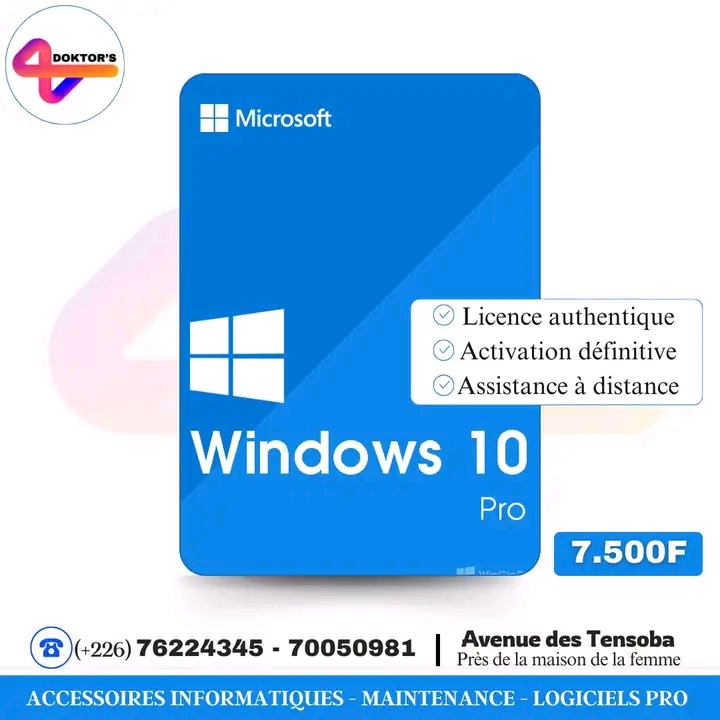 DOKTOR'S
Microsoft
Licence authentique
Activation définitive
Assistance à distance
Windows 10
Pro
7.500F
(+226) 76224345 - 70050981
Avenue des Tensoba
Près de la maison de la femme
ACCESSOIRES INFORMATIQUES - MAINTENANCE - LOGICIELS PRO